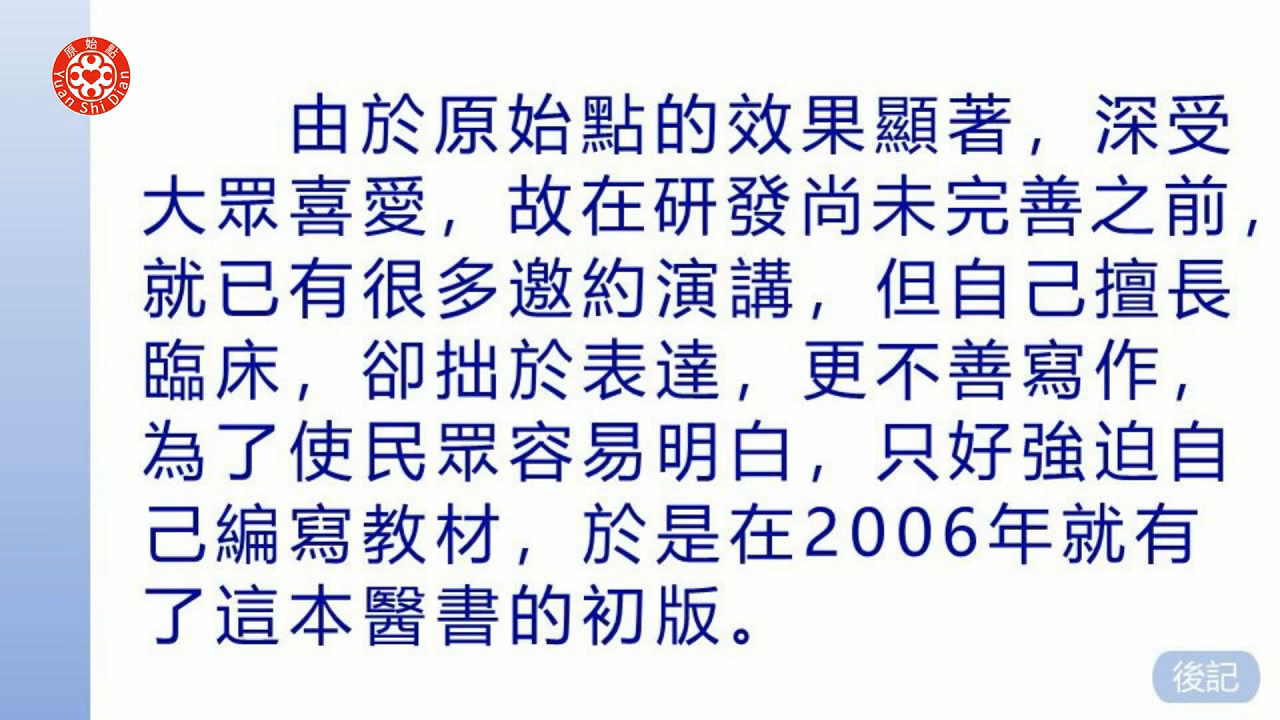 原始點
Yuan Shi Dian
由於原始點的效果顯著，深受
大眾喜愛，故在研發尚未完善之前，
就已有很多邀約演講，但自己擅長
臨床，卻拙於表達，更不善寫作，
為了使民眾容易明白，只好強迫自
己編寫教材，於是在2006年就有
了這本醫書的初版。
後記